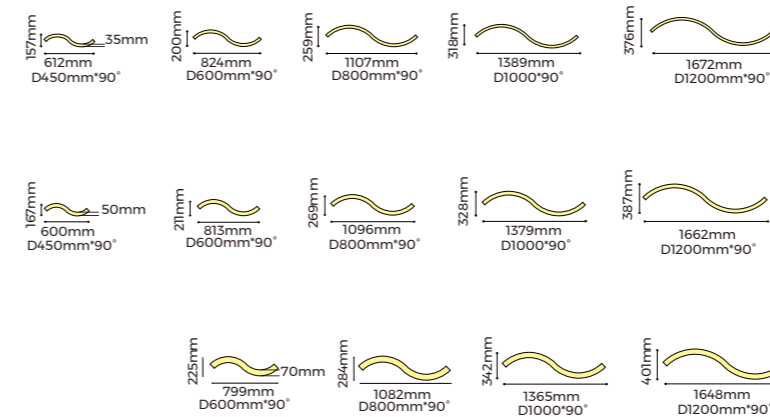 157mm
35mm
612mm
D450mm*90°
200mm
824mm
D600mm*90°
259mm
1107mm
D800mm*90°
318mm
1389mm
D1000*90°
376mm
1672mm
D1200mm*90°
167mm
50mm
600mm
D450mm*90°
211mm
813mm
D600mm*90°
269mm
1096mm
D800mm*90°
328mm
1379mm
D1000*90°
387mm
1662mm
D1200mm*90°
225mm
70mm
799mm
D600mm*90°
284mm
1082mm
D800mm*90°
342mm
1365mm
D1000*90°
401mm
1648mm
D1200mm*90°